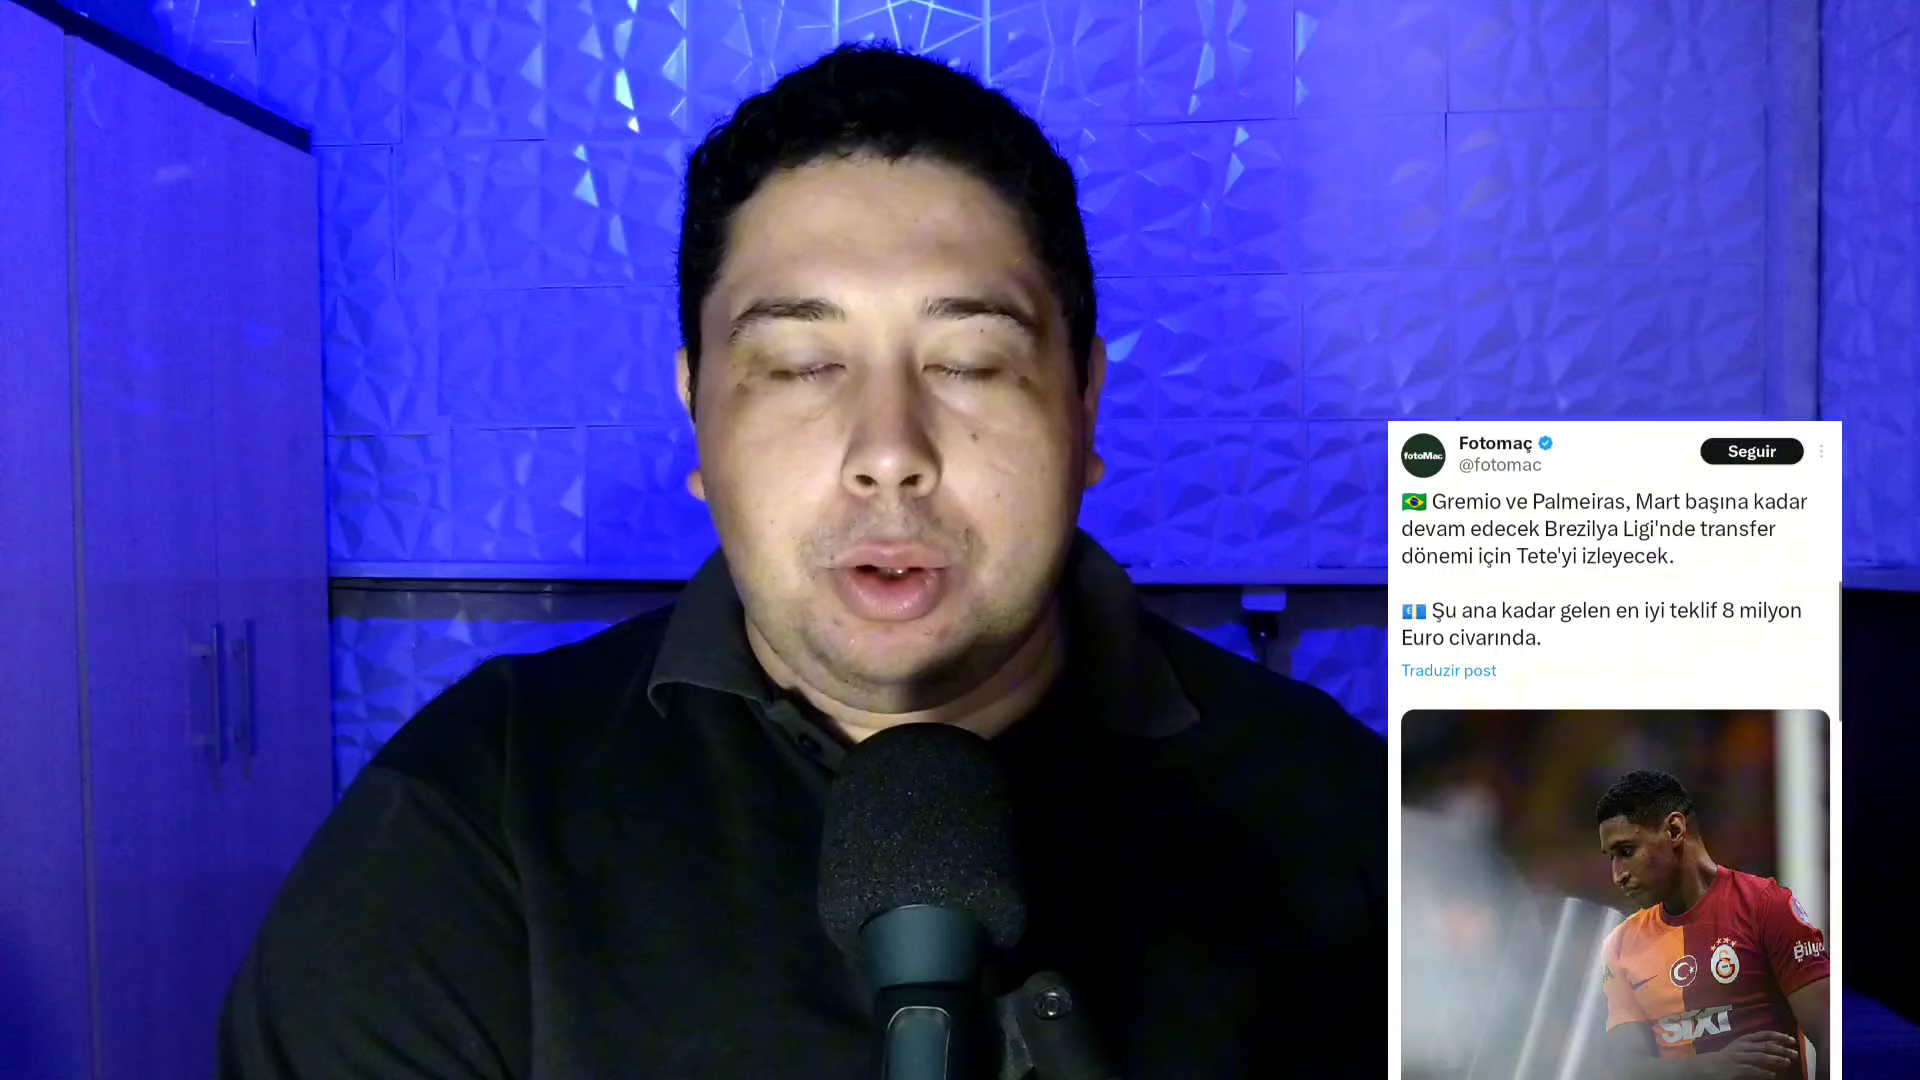 Fotomaç
@fotomac
Seguir
fotoMac
Gremio ve Palmeiras, Mart başına kadar
devam edecek Brezilya Ligi'nde transfer
dönemi için Tete'yi izleyecek.
Şu ana kadar gelen en iyi teklif 8 milyon
Euro civarında.
Traduzir post
SIXT